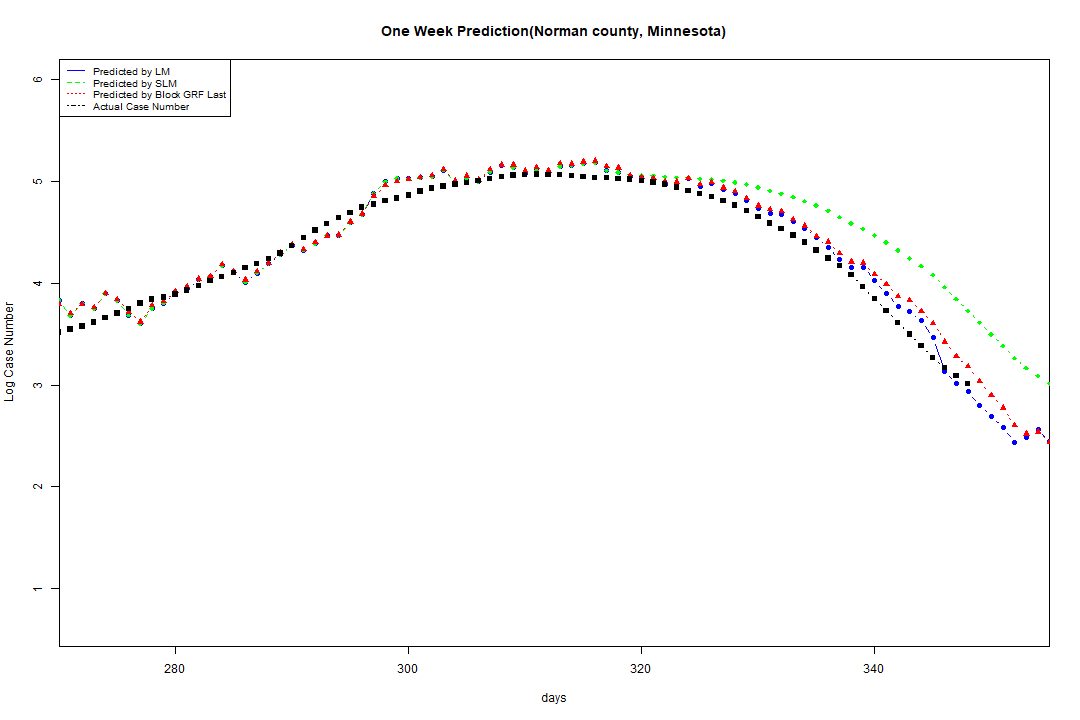 One Week Prediction(Norman county, Minnesota)
Predicted by LM
Predicted by SLM
Predicted by Block GRF Last
Actual Case Number
6
5
4
3
2
1
Log Case Number
280
300
320
340
days